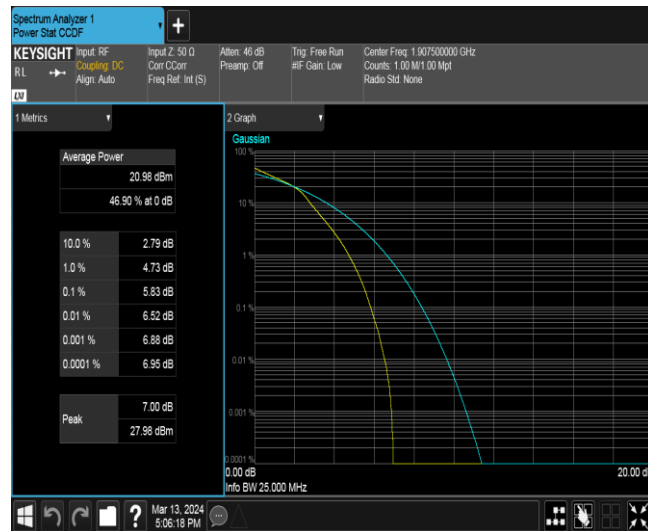 Spectrum Analyzer 1
Power Stat CCDF
+
KEYSIGHT
RL
LXI
Input: RF
Coupling: DC
Align: Auto
Input Z: 50 Ω
Corr CCorr
Freq Ref: Int (S)
Atten: 46 dB
Preamp: Off
Trig: Free Run
#IF Gain: Low
Center Freq: 1.907500000 GHz
Counts: 1.00 M/1.00 Mpt
Radio Std: None
1 Metrics
Average Power
20.98 dBm
46.90 % at 0 dB
10.0 % 2.79 dB
1.0 % 4.73 dB
0.1 % 5.83 dB
0.01 % 6.52 dB
0.001 % 6.88 dB
0.0001 % 6.95 dB
Peak
7.00 dB
27.98 dBm
2 Graph
Gaussian
100 %
10 %
1 %
0.1 %
0.01 %
0.001 %
0.0001 %
0.00 dB
20.00 d
Info BW 25.000 MHz
?
Mar 13, 2024
5:06:18 PM